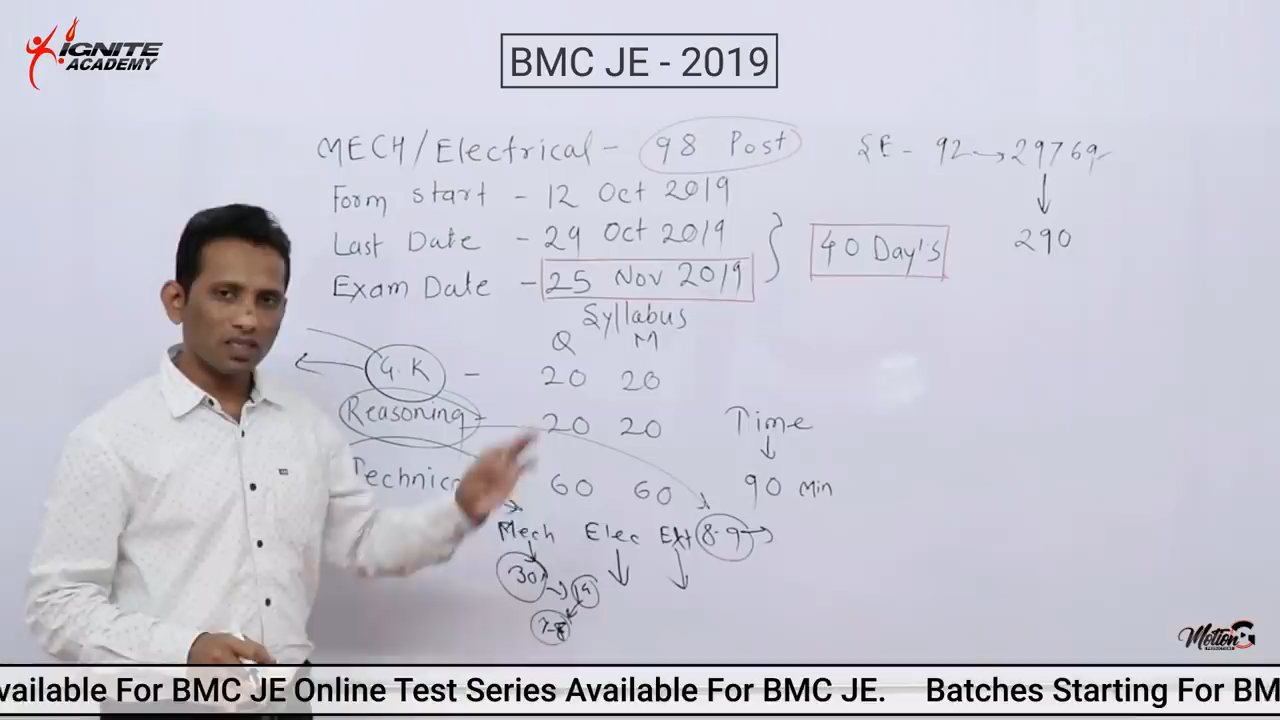 IGNITE
ACADEMY
BMC JE - 2019
MECH/Electrical - 98 Post
Form start - 12 Oct 2019
Last Date - 29 Oct 2019
Exam Date - 25 Nov 2019
40 Day's
SE - 92 → 29769
↓
290
Syllabus
Q M
G.K - 20 20
Reasoning - 20 20
Technic 60 60
Time
↓
90 Min
Mech Elec Ext 8-9
30
7-8
Motion
vailable For BMC JE Online Test Series Available For BMC JE. Batches Starting For BM